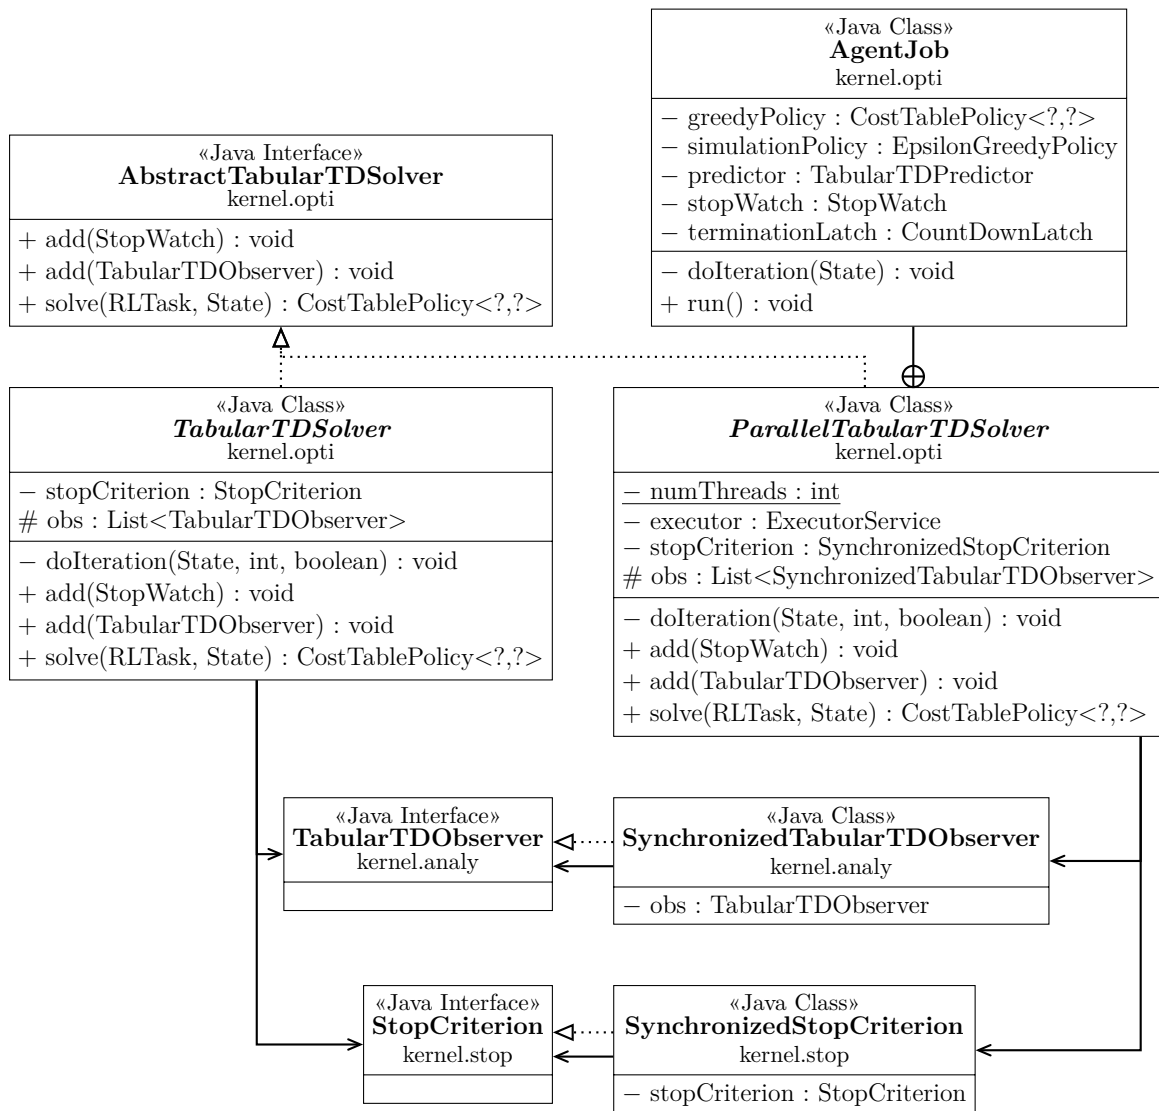 «Java Class»
AgentJob
kernel.opti
− greedyPolicy : CostTablePolicy<?,?>
− simulationPolicy : EpsilonGreedyPolicy
− predictor : TabularTDPredictor
− stopWatch : StopWatch
− terminationLatch : CountDownLatch
− doIteration(State) : void
+ run() : void
«Java Interface»
AbstractTabularTDSolver
kernel.opti
+ add(StopWatch) : void
+ add(TabularTDObserver) : void
+ solve(RLTask, State) : CostTablePolicy<?,?>
«Java Class»
TabularTDSolver
kernel.opti
− stopCriterion : StopCriterion
# obs : List<TabularTDObserver>
− doIteration(State, int, boolean) : void
+ add(StopWatch) : void
+ add(TabularTDObserver) : void
+ solve(RLTask, State) : CostTablePolicy<?,?>
«Java Class»
ParallelTabularTDSolver
kernel.opti
− numThreads : int
− executor : ExecutorService
− stopCriterion : SynchronizedStopCriterion
# obs : List<SynchronizedTabularTDObserver>
− doIteration(State, int, boolean) : void
+ add(StopWatch) : void
+ add(TabularTDObserver) : void
+ solve(RLTask, State) : CostTablePolicy<?,?>
«Java Interface»
TabularTDObserver
kernel.analy
«Java Class»
SynchronizedTabularTDObserver
kernel.analy
− obs : TabularTDObserver
«Java Interface»
StopCriterion
kernel.stop
«Java Class»
SynchronizedStopCriterion
kernel.stop
− stopCriterion : StopCriterion